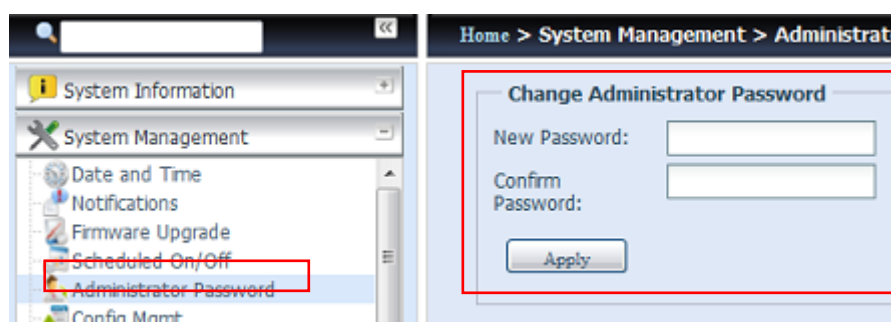 Home > System Management > Administrat
System Information
System Management
Date and Time
Notifications
Firmware Upgrade
Scheduled On/Off
Administrator Password
Config Mgmt
Change Administrator Password
New Password:
Confirm
Password:
Apply